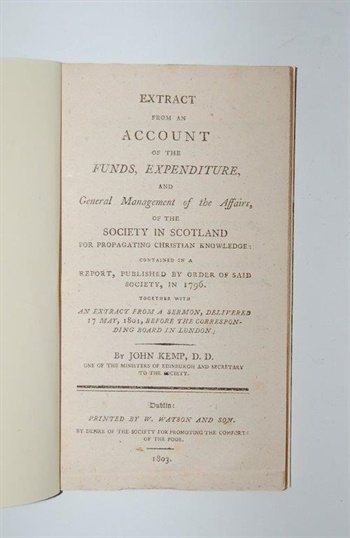 EXTRACT
FROM AN
ACCOUNT
OF THE
FUNDS, EXPENDITURE,
AND
General Management of the Affairs,
OF THE
SOCIETY IN SCOTLAND
FOR PROPAGATING CHRISTIAN KNOWLEDGE:
CONTAINED IN A
REPORT, PUBLISHED BY ORDER OF SAID
SOCIETY, IN 1796.
TOGETHER WITH
AN EXTRACT FROM A SERMON, DELIVERED
17 MAY, 1801, BEFORE THE CORRESPON-
DING BOARD IN LONDON;
BY JOHN KEMP, D. D.
ONE OF THE MINISTERS OF EDINBURGH AND SECRETARY
TO THE SOCIETY.
Dublin:
PRINTED BY W. WATSON AND SON.
BY DESIRE OF THE SOCIETY FOR PROMOTING THE COMFORTS
OF THE POOR.
1803.